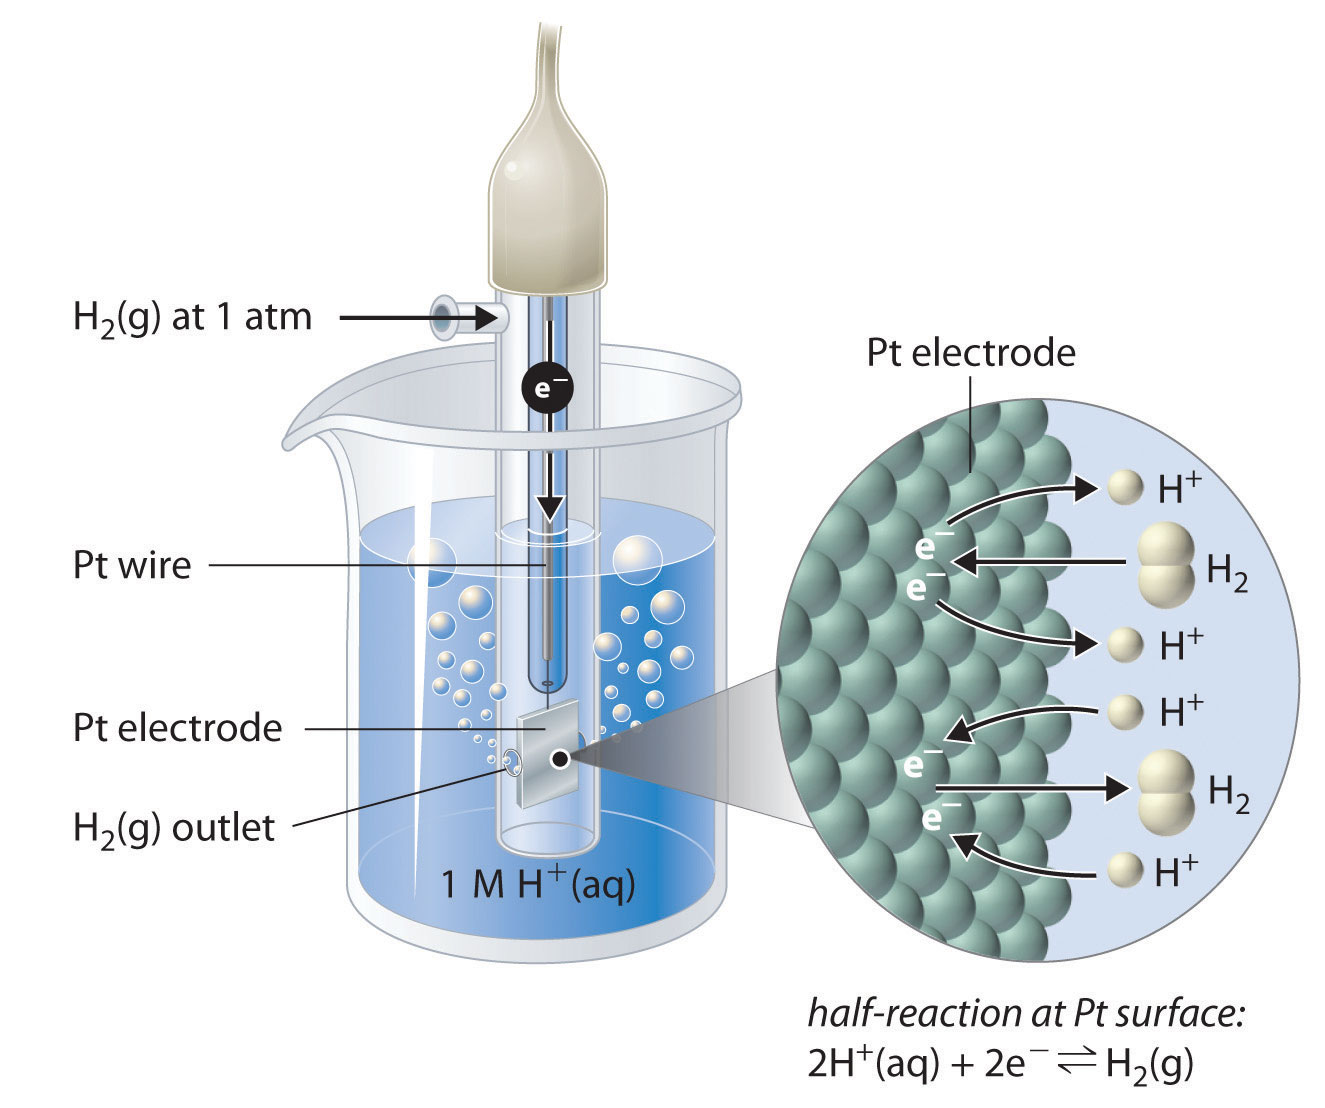 H₂(g) at 1 atm
e⁻
Pt wire
Pt electrode
H₂(g) outlet
1 M H⁺(aq)
Pt electrode
H⁺
e⁻
H₂
e⁻
H⁺
H⁺
e⁻
H₂
e⁻
H⁺
half-reaction at Pt surface:
2H⁺(aq) + 2e⁻ ⇌ H₂(g)